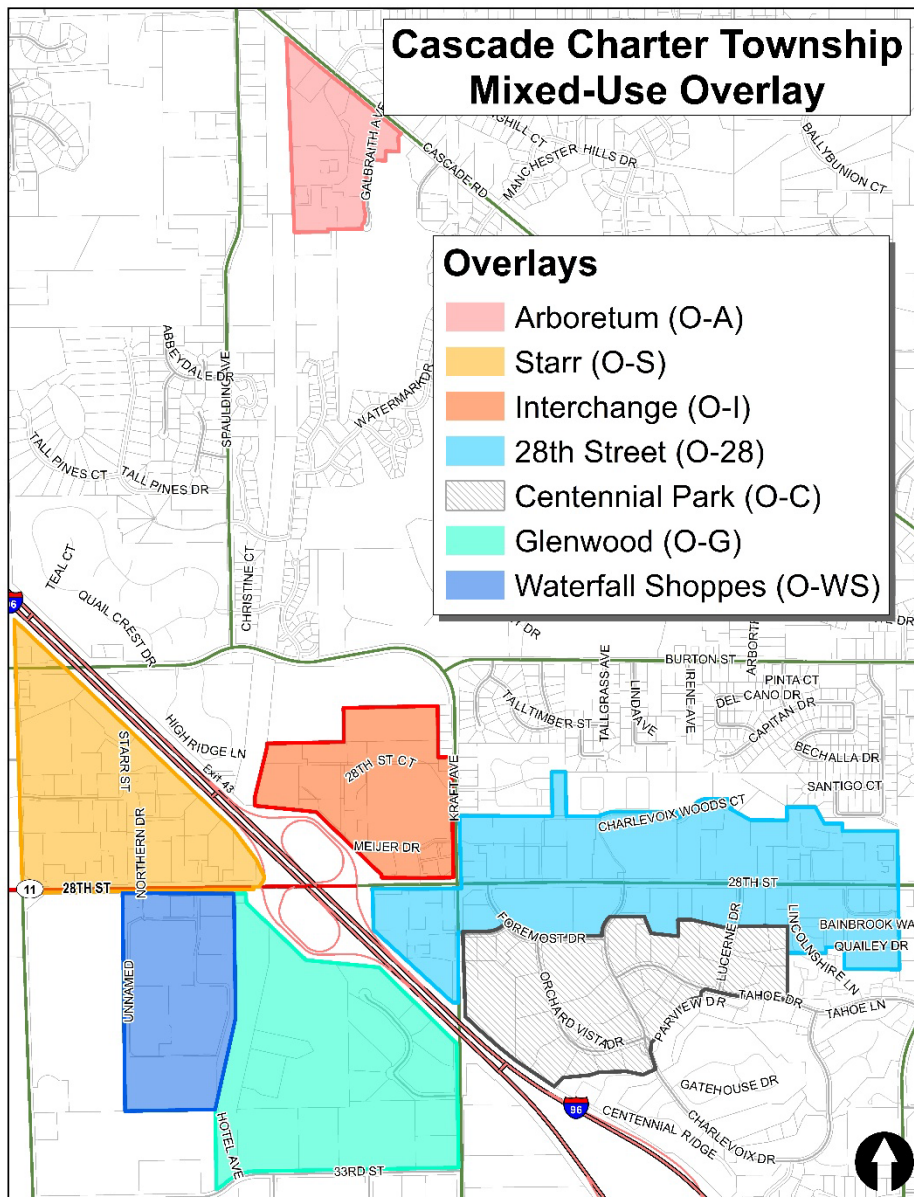 Cascade Charter Township
Mixed-Use Overlay
GALBRAITH AVE
CASCADE RD
GHILL CT
MANCHESTER HILLS DR
BALLYBUNION CT
Overlays
Arboretum (O-A)
Starr (O-S)
Interchange (O-I)
28th Street (O-28)
Centennial Park (O-C)
Glenwood (O-G)
Waterfall Shoppes (O-WS)
ABBEYDALE DR
SPAULDING AVE
WATERMARK DR
TALL PINES CT
TALL PINES DR
TEAL CT
QUAIL CREST DR
CHRISTINE CT
DR
BURTON ST
TALLTIMBER ST
TALLGRASS AVE
LINDA AVE
IRENE AVE
PINTA CT
DEL CANO DR
CAPITAN DR
BECHALLA DR
SANTIGO CT
HIGH RIDGE LN
Exit 43
STARR ST
28TH ST CT
KRAFT AVE
MEIJER DR
NORTHERN DR
CHARLEVOIX WOODS CT
11
28TH ST
28TH ST
FOREMOST DR
LUCERNE DR
LINCOLNSHIRE LN
BAINBROOK WA
QUAILEY DR
UNNAMED
ORCHARD VISTA DR
PARVIEW DR
TAHOE DR
TAHOE LN
GATEHOUSE DR
96
CENTENNIAL RIDGE
CHARLEVOIX DR
HOTEL AVE
33RD ST